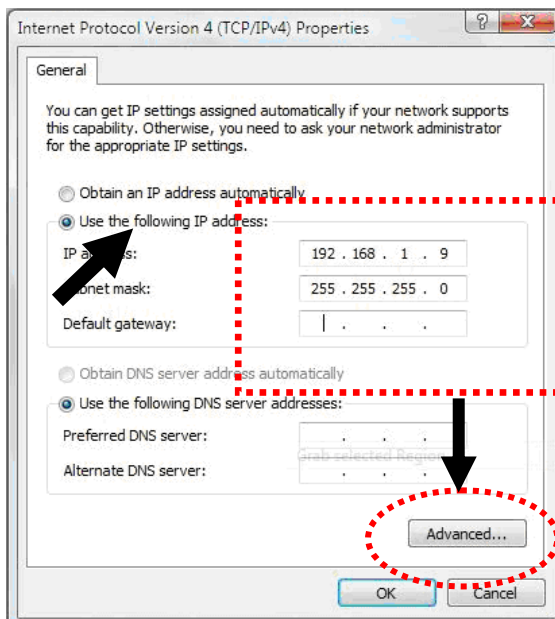 Internet Protocol Version 4 (TCP/IPv4) Properties
General
You can get IP settings assigned automatically if your network supports
this capability. Otherwise, you need to ask your network administrator
for the appropriate IP settings.
Obtain an IP address automatically
Use the following IP address:
IP address:
192 . 168 . 1 . 9
Subnet mask:
255 . 255 . 255 . 0
Default gateway:
. . .
Obtain DNS server address automatically
Use the following DNS server addresses:
Preferred DNS server:
. . .
Grab selected Region
Alternate DNS server:
. . .
Advanced...
OK
Cancel